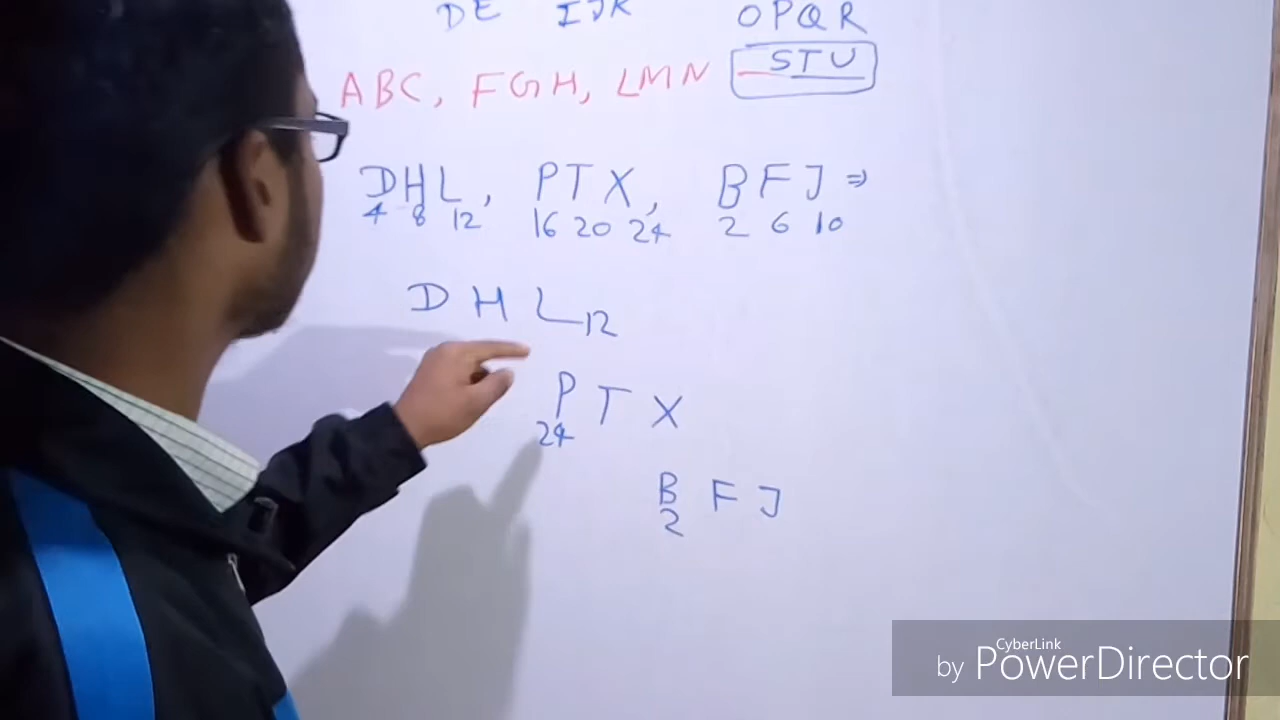 DE IJK OPQR
ABC, FGH, LMN STU
DHL, PTX, BFJ ⇒
4 8 12 16 20 24 2 6 10
D H L 12
P T X
24
B F J
2
CyberLink
by PowerDirector